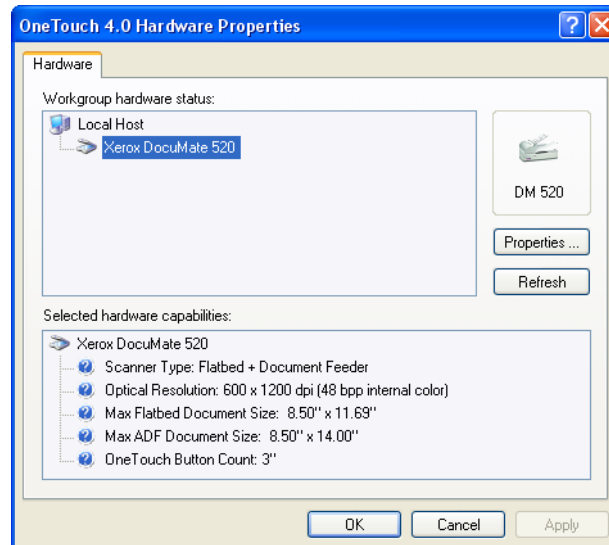 OneTouch 4.0 Hardware Properties
Hardware
Workgroup hardware status:
Local Host
Xerox DocuMate 520
DM 520
Properties ...
Refresh
Selected hardware capabilities:
Xerox DocuMate 520
Scanner Type: Flatbed + Document Feeder
Optical Resolution: 600 x 1200 dpi (48 bpp internal color)
Max Flatbed Document Size: 8.50'' x 11.69''
Max ADF Document Size: 8.50'' x 14.00''
OneTouch Button Count: 3''
OK Cancel Apply